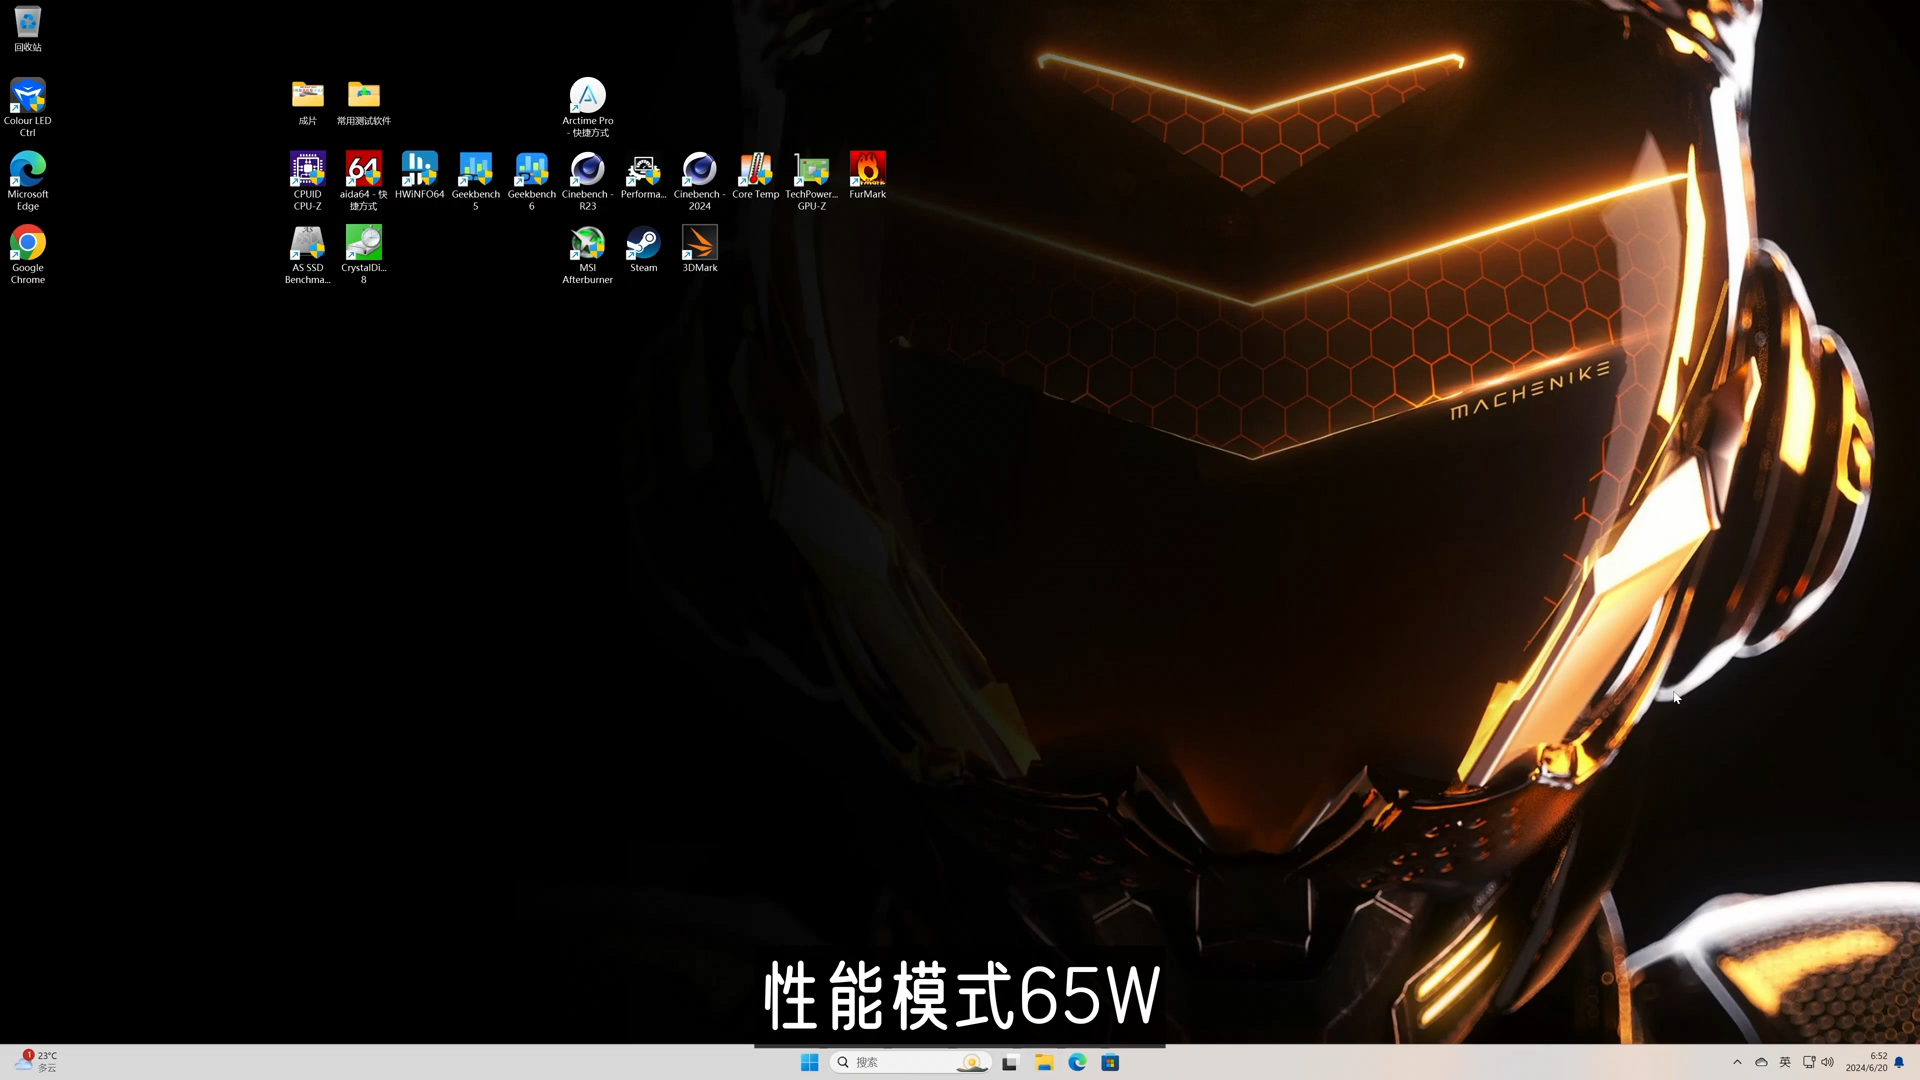 回收站
Colour LED
Ctrl
成片
常用测试软件
Arctime Pro
- 快捷方式
Microsoft
Edge
CPUID
CPU-Z
64
aida64 - 快
捷方式
HWiNFO64
Geekbench
5
Geekbench
6
Cinebench -
R23
Performa...
Cinebench -
2024
Core Temp
TechPower...
GPU-Z
FurMark
Google
Chrome
AS SSD
Benchma...
CrystalDi...
8
MSI
Afterburner
Steam
3DMark
MACHENIKE
性能模式65W
1
23°C
多云
搜索
英
6:52
2024/6/20